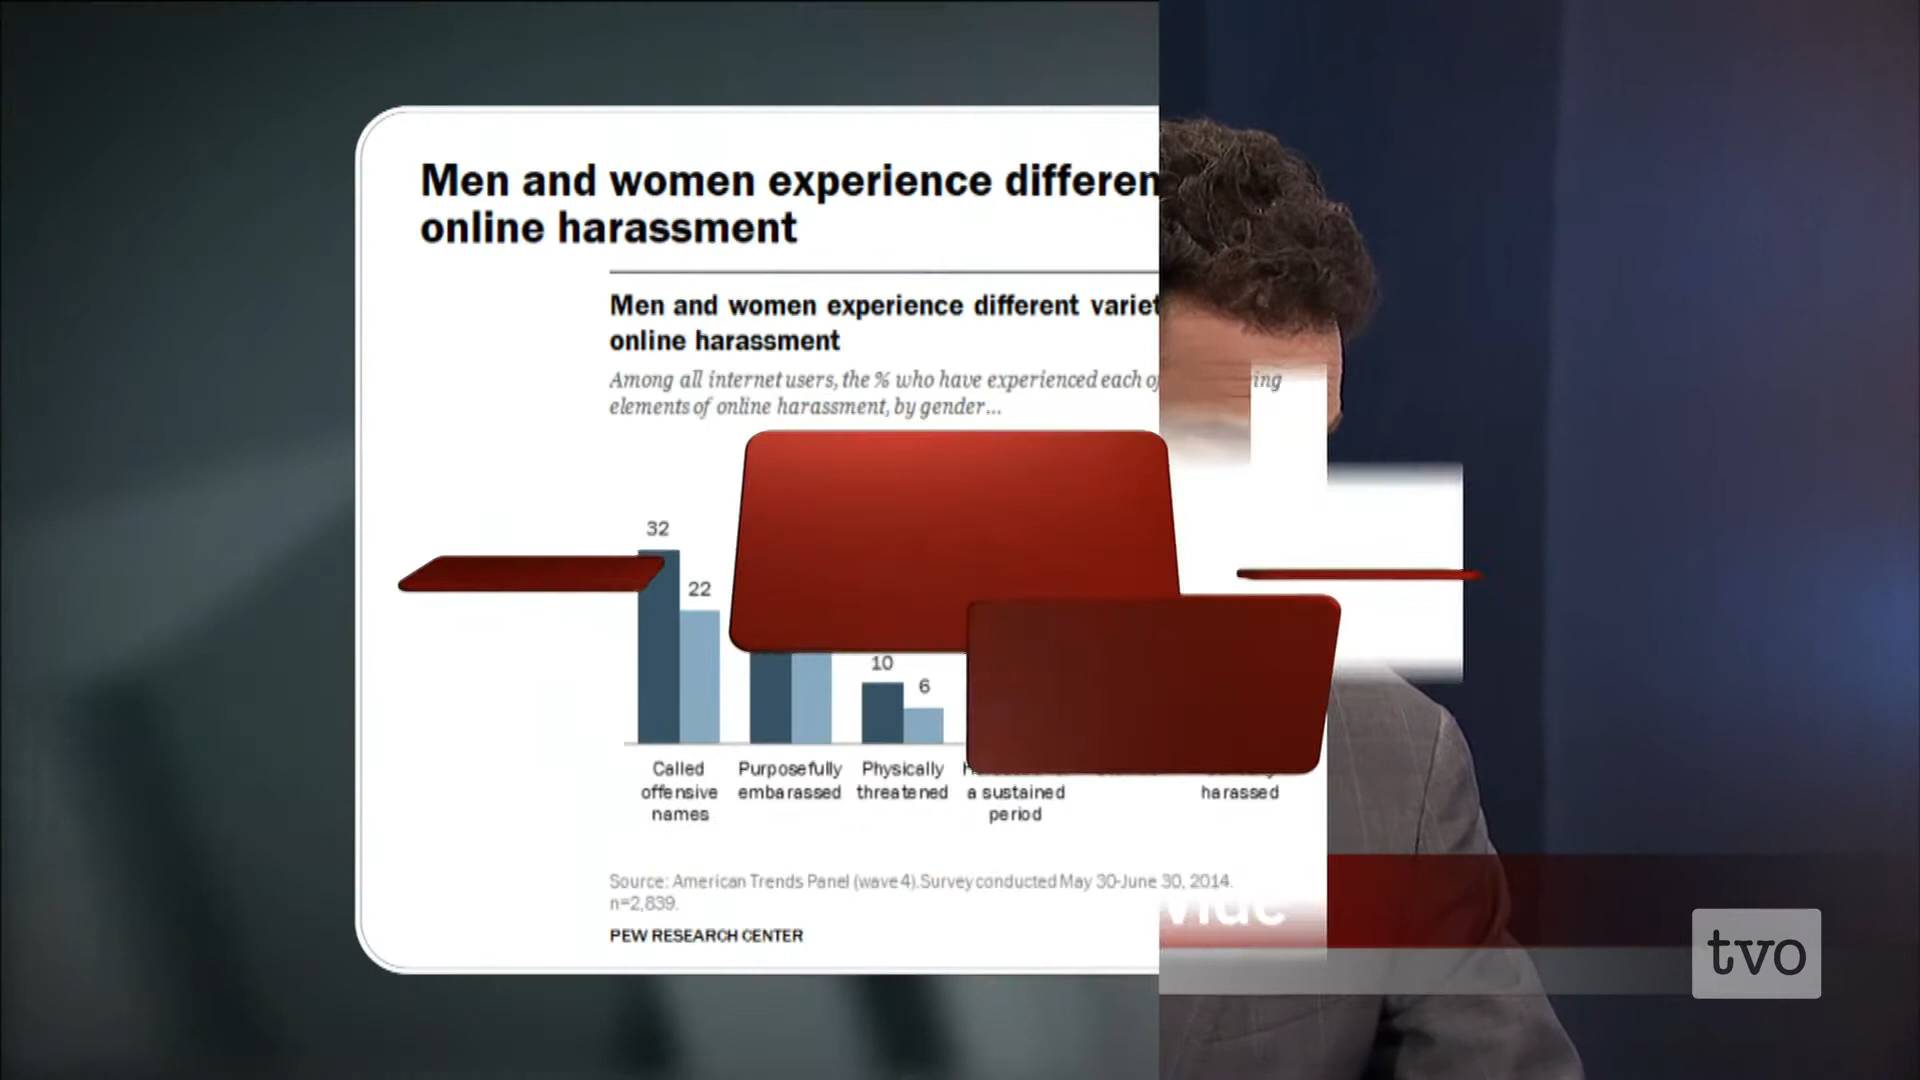 Men and women experience differen
online harassment
Men and women experience different variet
online harassment
Among all internet users, the % who have experienced each of
elements of online harassment, by gender...
32
22
10
6
Called
offensive
names
Purposefully
embarassed
Physically
threatened
a sustained
period
harassed
Source: American Trends Panel (wave 4). Survey conducted May 30-June 30, 2014.
n=2,839.
PEW RESEARCH CENTER
tvo